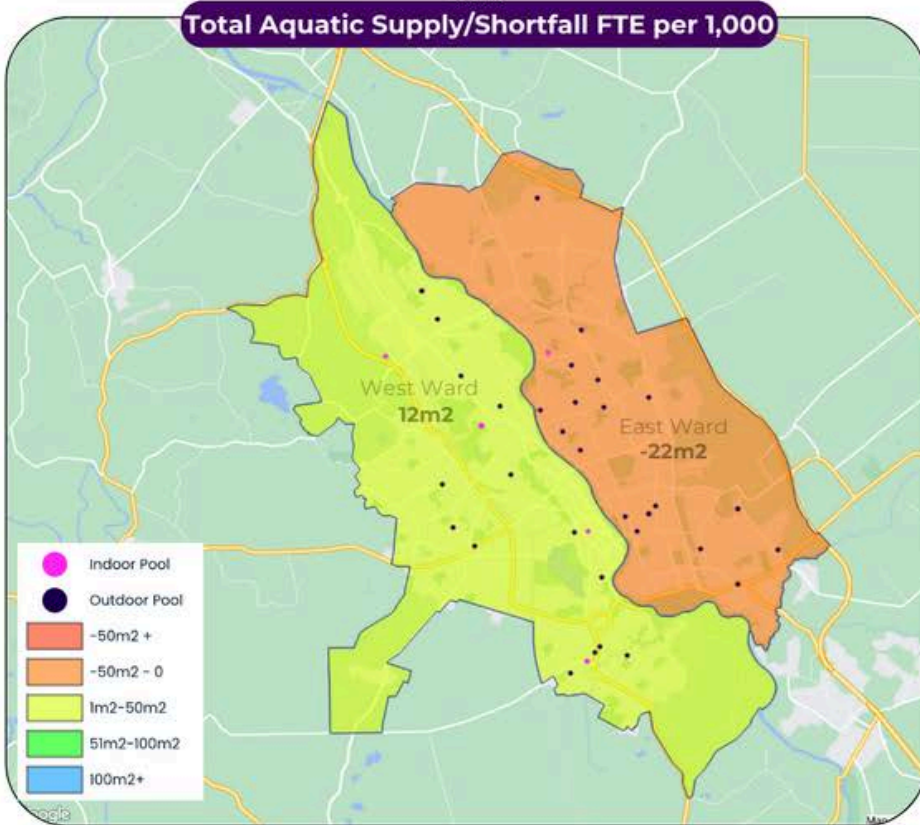 Total Aquatic Supply/Shortfall FTE per 1,000
West Ward
12m2
East Ward
-22m2
Indoor Pool
Outdoor Pool
-50m2 +
-50m2 - 0
1m2-50m2
51m2-100m2
100m2+